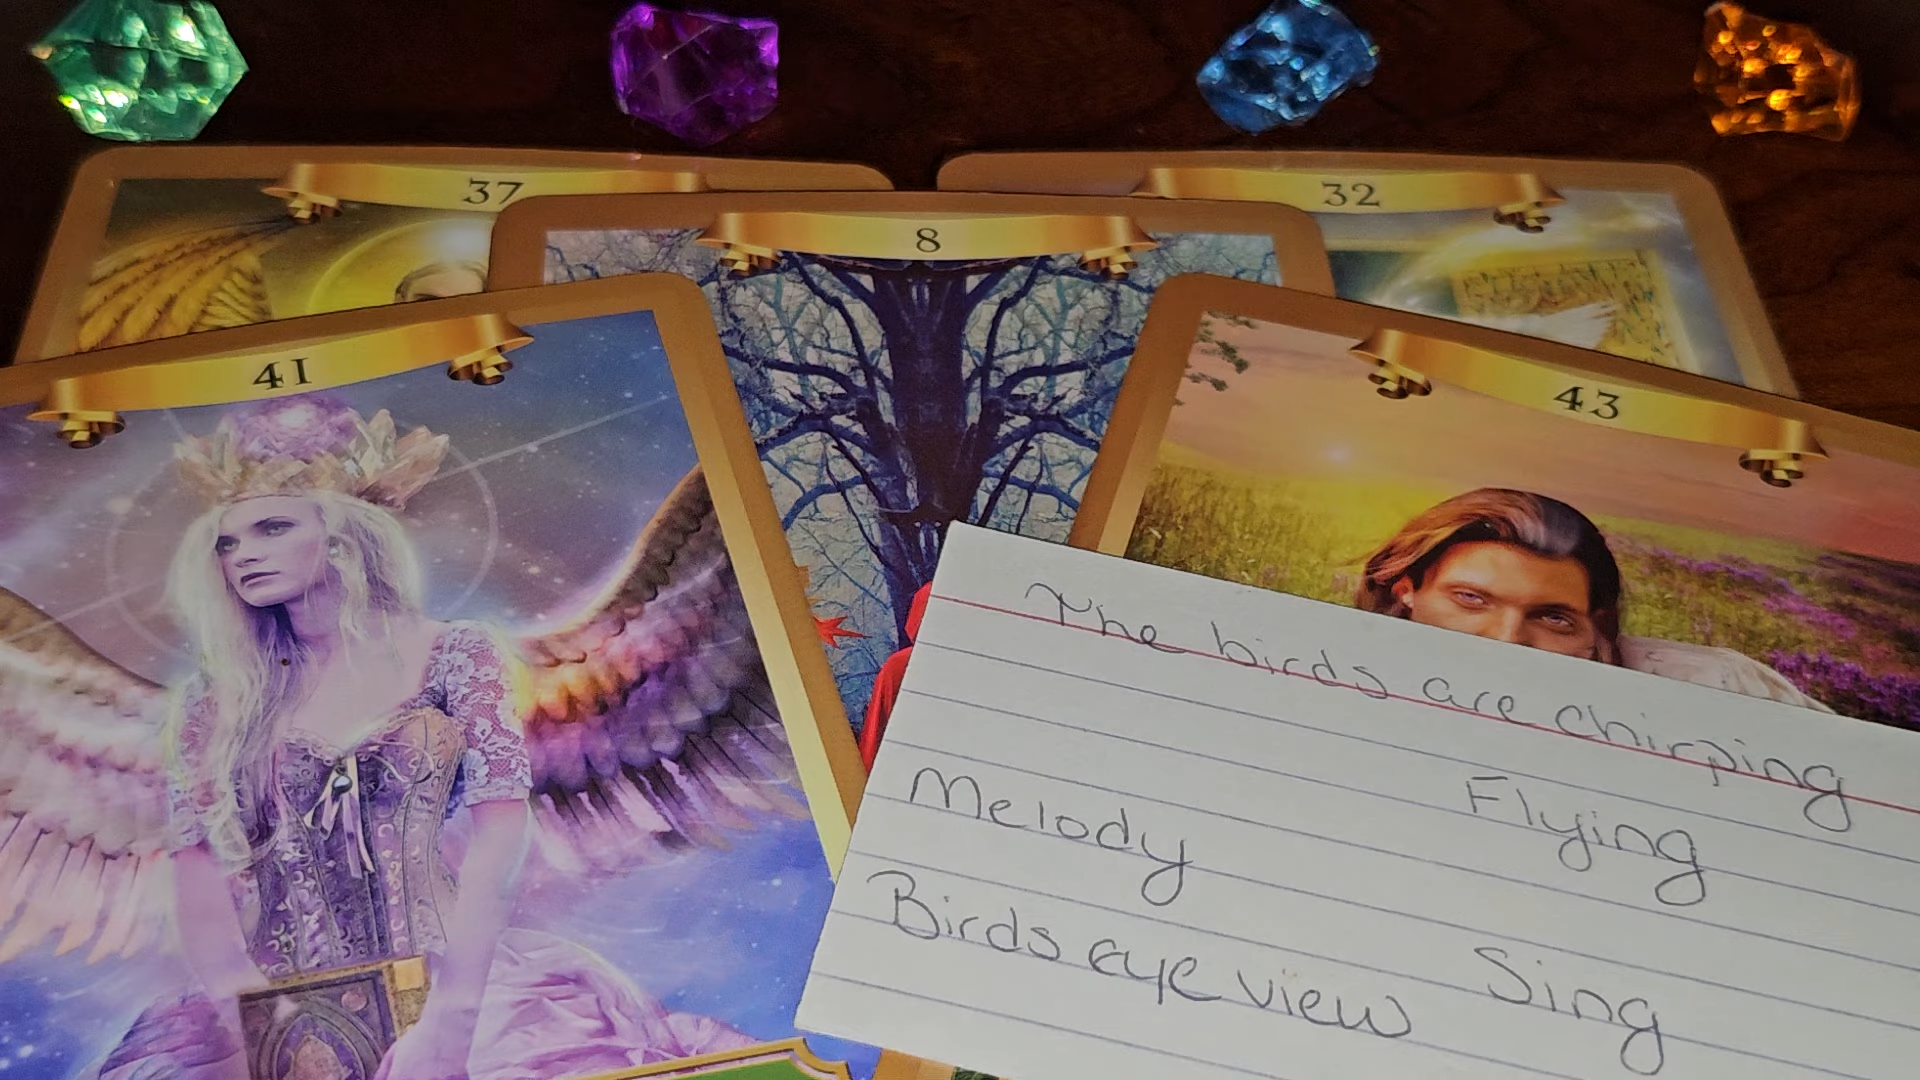 37
32
8
41
43
The birds are chirping
Flying
Melody
Birds eye view Sing